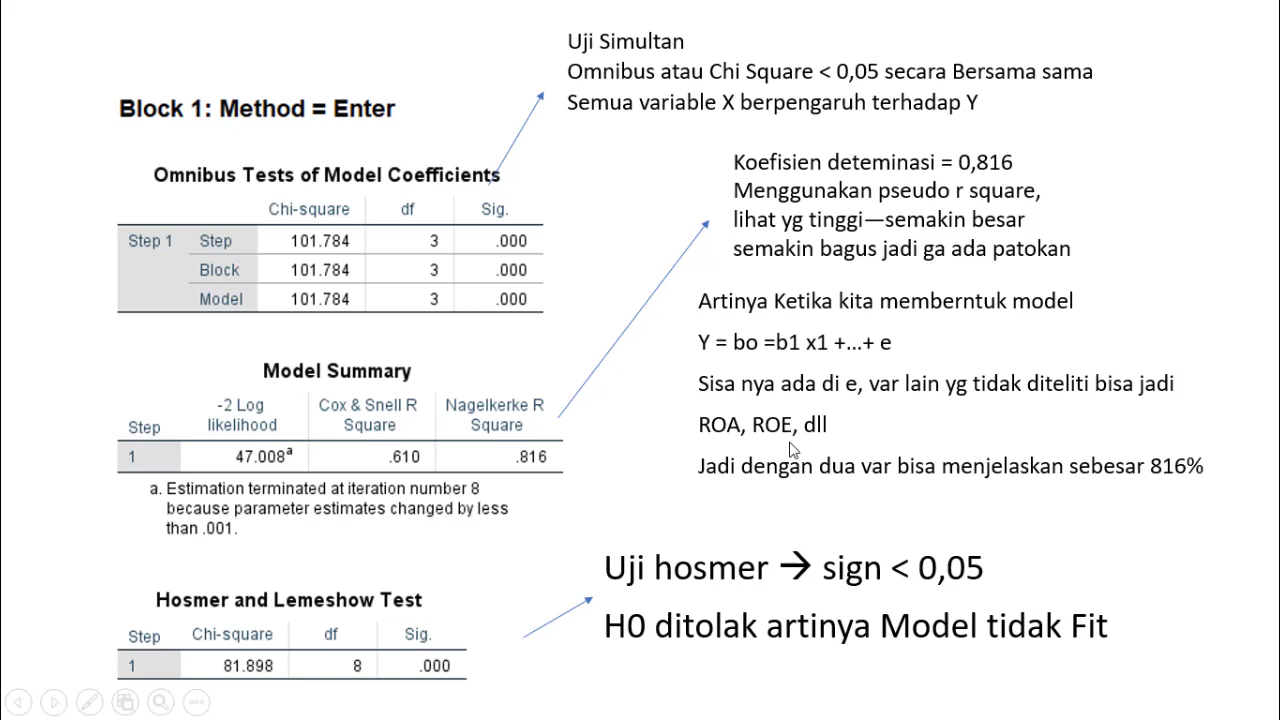 Uji Simultan
Omnibus atau Chi Square < 0,05 secara Bersama sama
Semua variable X berpengaruh terhadap Y
Block 1: Method = Enter
Omnibus Tests of Model Coefficients
Chi-square df Sig.
Step 1 Step 101.784 3 .000
Block 101.784 3 .000
Model 101.784 3 .000
Koefisien deteminasi = 0,816
Menggunakan pseudo r square,
lihat yg tinggi—semakin besar
semakin bagus jadi ga ada patokan
Artinya Ketika kita memberntuk model
Y = bo =b1 x1 +...+ e
Sisa nya ada di e, var lain yg tidak diteliti bisa jadi
ROA, ROE, dll
Jadi dengan dua var bisa menjelaskan sebesar 816%
Model Summary
Step -2 Log likelihood Cox & Snell R Square Nagelkerke R Square
1 47.008a .610 .816
a. Estimation terminated at iteration number 8
because parameter estimates changed by less
than .001.
Uji hosmer → sign < 0,05
H0 ditolak artinya Model tidak Fit
Hosmer and Lemeshow Test
Step Chi-square df Sig.
1 81.898 8 .000